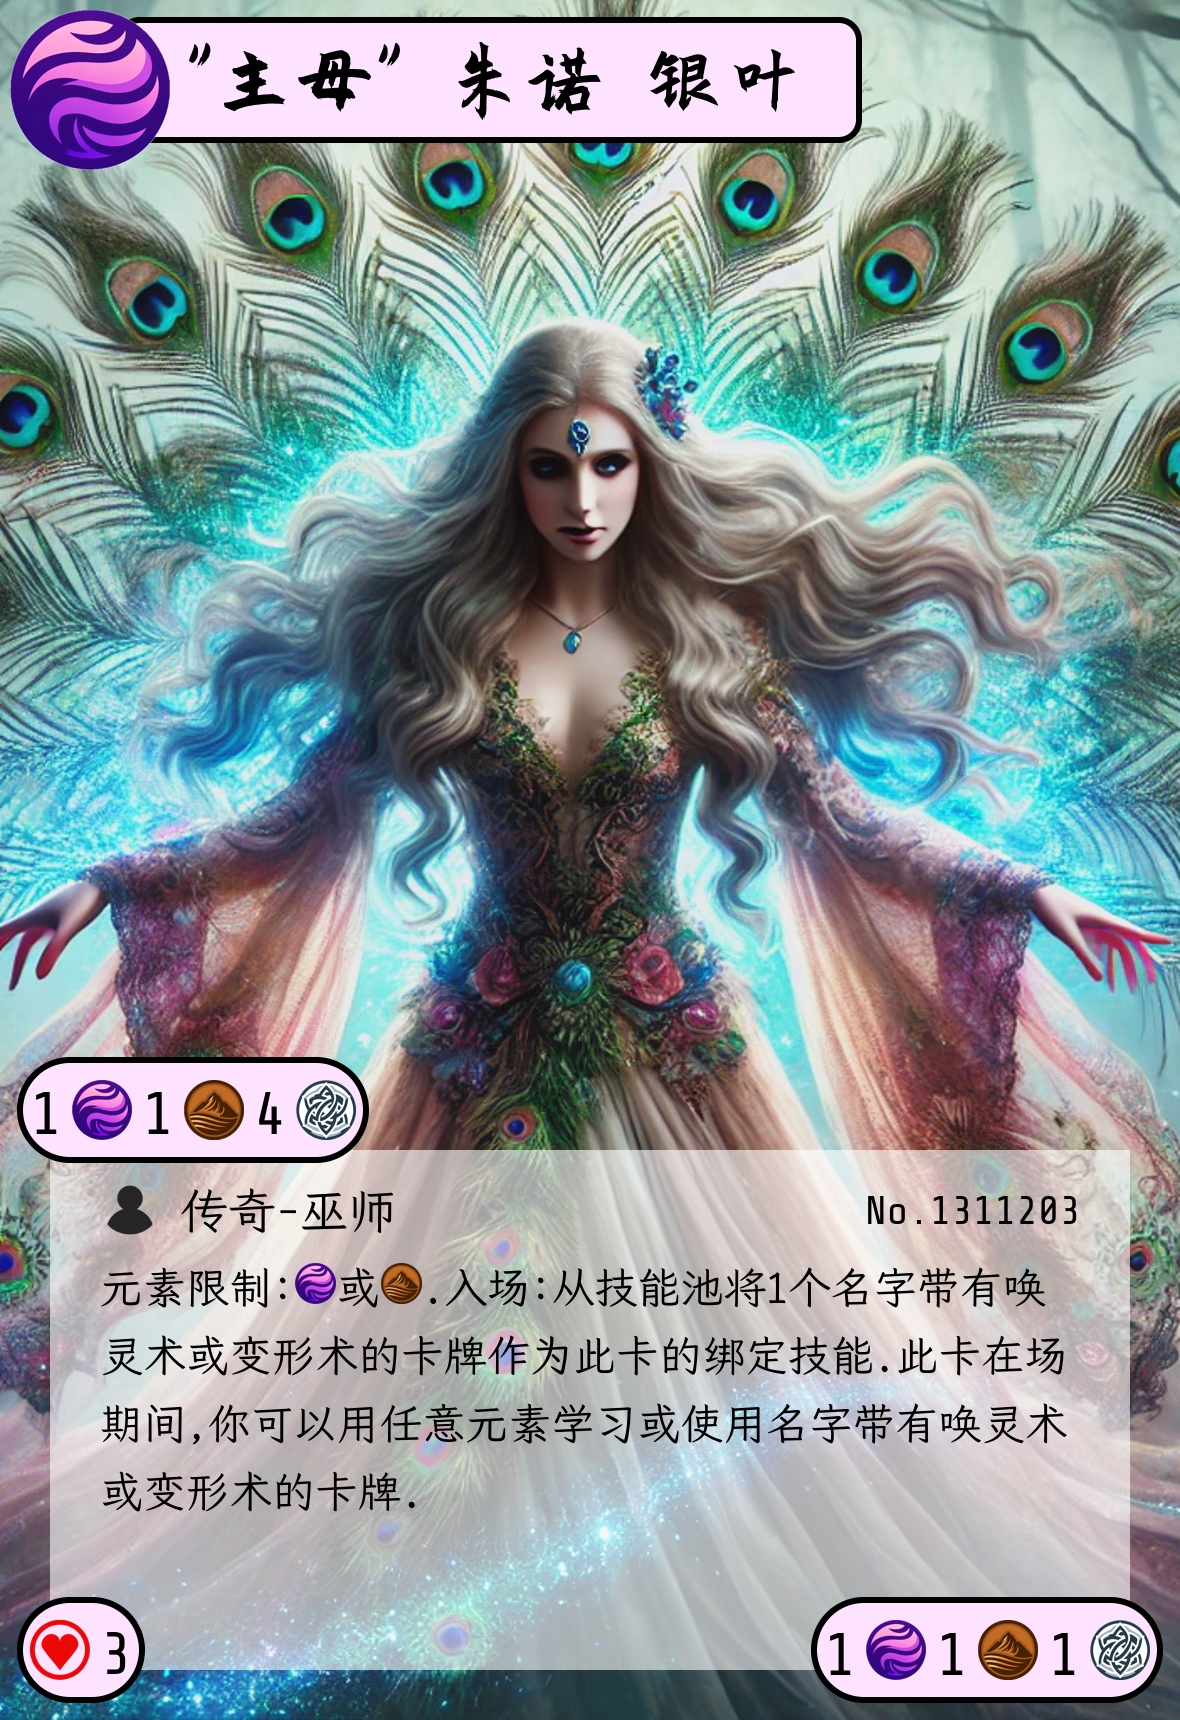 "主母" 朱诺 银叶
1 1 4
传奇-巫师
No.1311203
元素限制:或.入场:从技能池将1个名字带有唤
灵术或变形术的卡牌作为此卡的绑定技能.此卡在场
期间,你可以用任意元素学习或使用名字带有唤灵术
或变形术的卡牌.
3
1 1 1